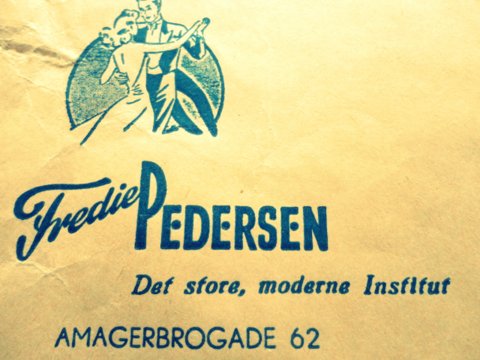 Fredie PEDERSEN
Det store, moderne Institut
AMAGERBROGADE 62